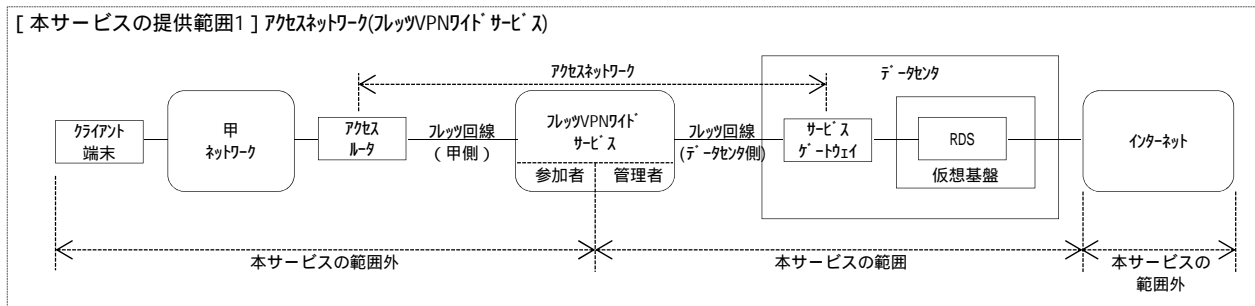 [ 本サービスの提供範囲1 ] ｱｸｾｽﾈｯﾄﾜｰｸ(ﾌﾚｯﾂVPNﾜｲﾄﾞｻｰﾋﾞｽ)
ｱｸｾｽﾈｯﾄﾜｰｸ
ﾃﾞｰﾀｾﾝﾀ
ｸﾗｲｱﾝﾄ
端末
甲
ﾈｯﾄﾜｰｸ
ｱｸｾｽ
ﾙｰﾀ
ﾌﾚｯﾂ回線
(甲側)
ﾌﾚｯﾂVPNﾜｲﾄﾞ
ｻｰﾋﾞｽ
参加者
管理者
ﾌﾚｯﾂ回線
(ﾃﾞｰﾀｾﾝﾀ側)
ｻｰﾋﾞｽ
ｹﾞｰﾄｳｪｲ
RDS
仮想基盤
ｲﾝﾀｰﾈｯﾄ
本サービスの範囲外
本サービスの範囲
本サービスの
範囲外